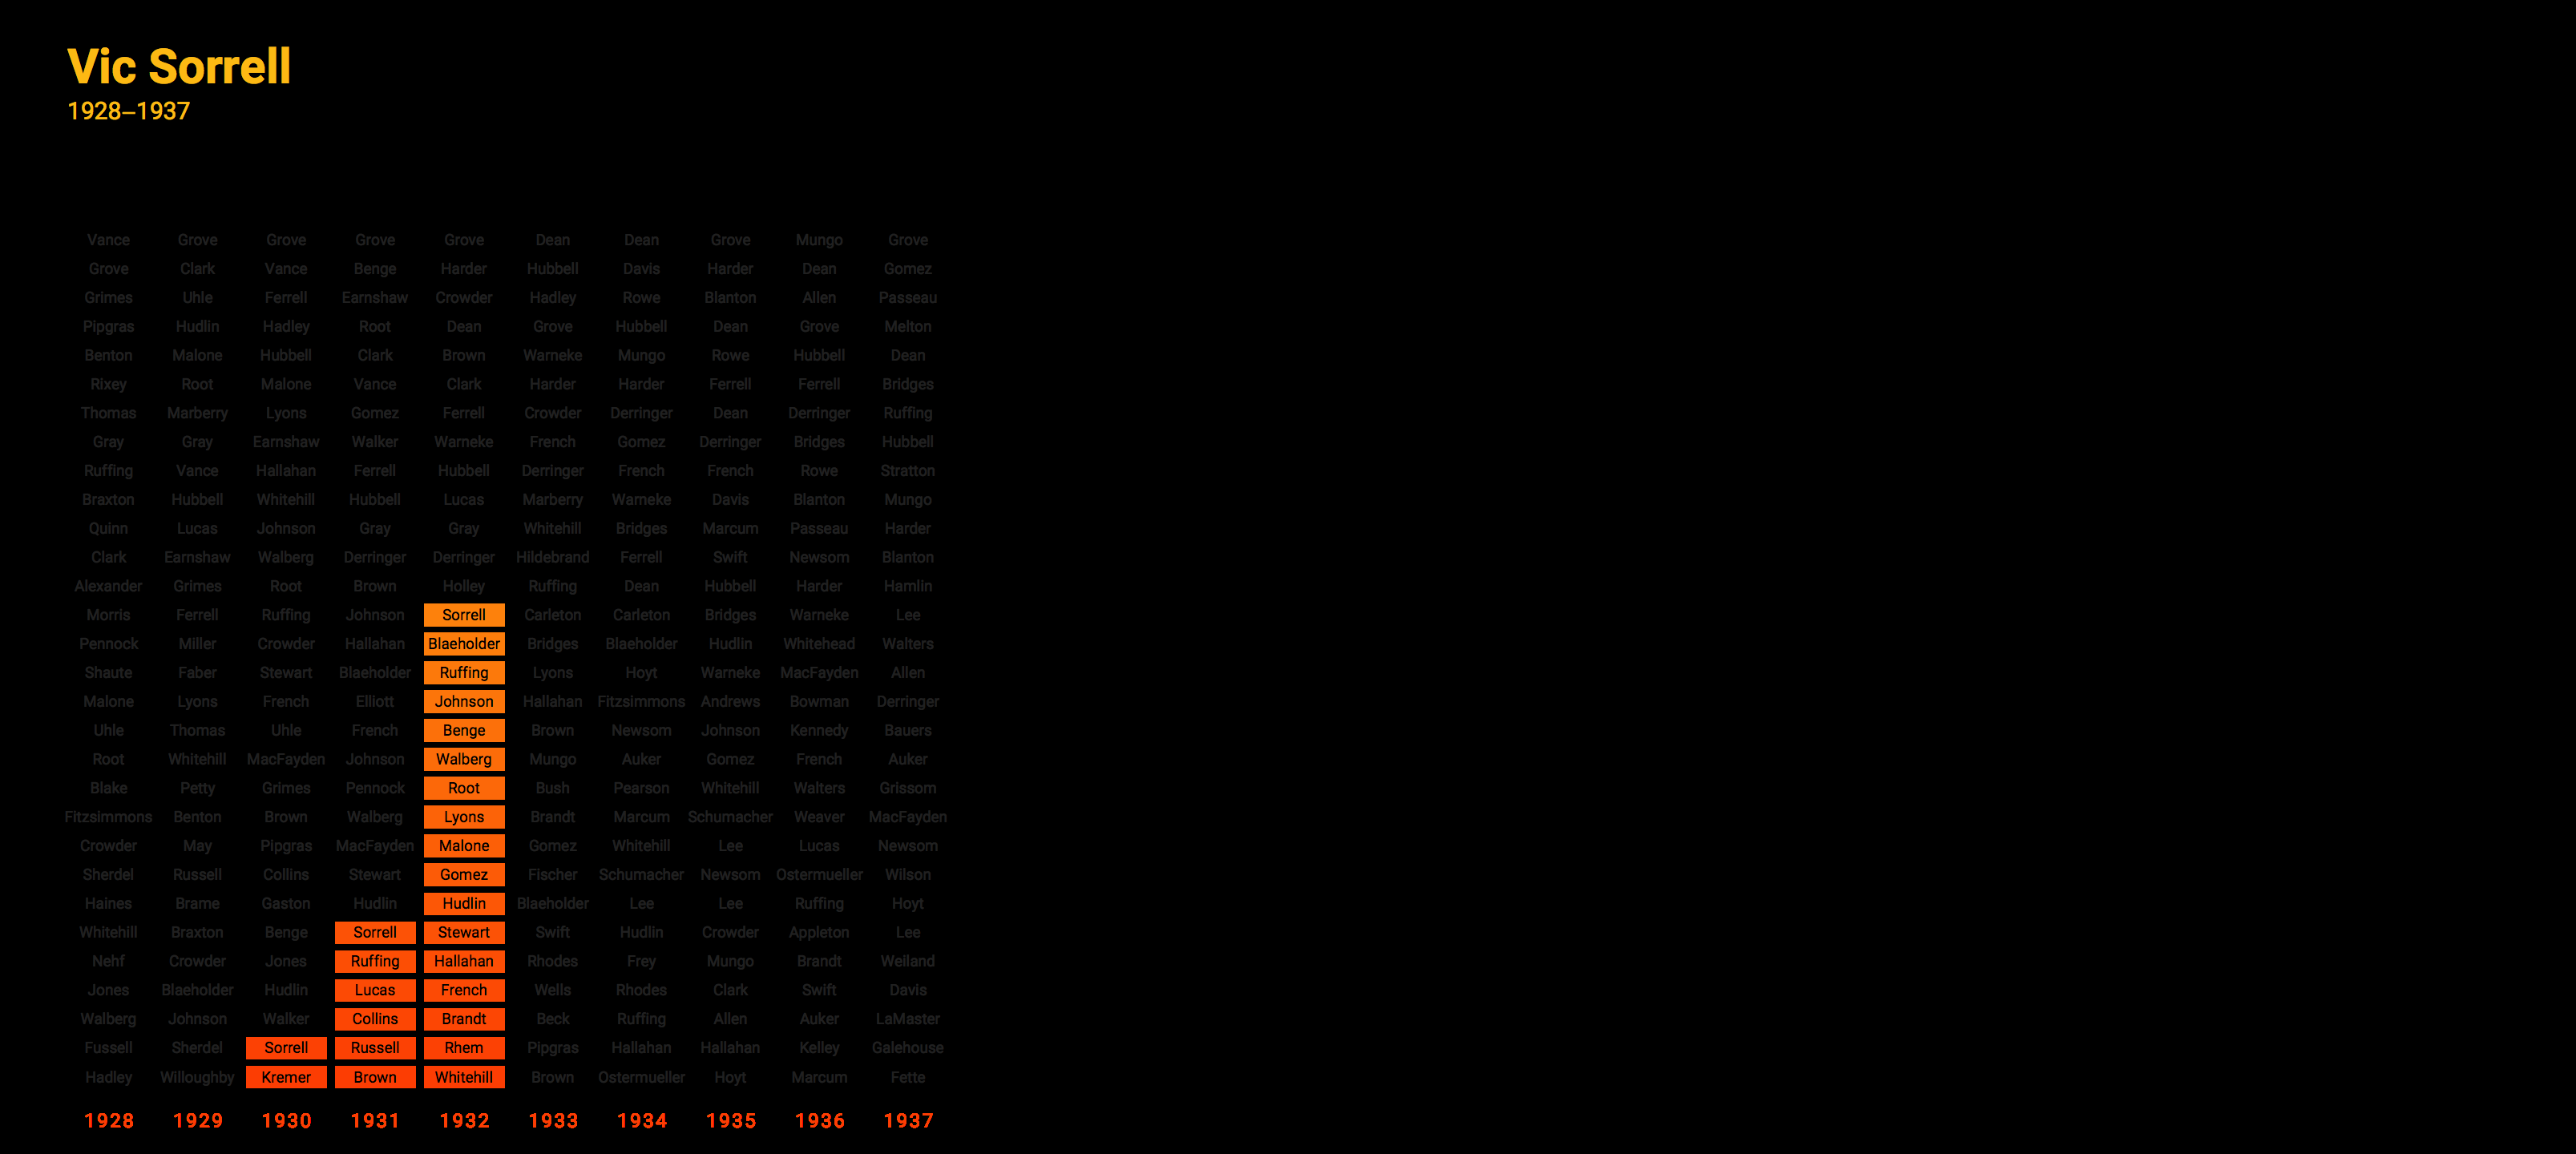 Vic Sorrell
1928–1937
Vance Grove Grove Grove Grove Dean Dean Grove Mungo Grove
Grove Clark Vance Benge Harder Hubbell Davis Harder Dean Gomez
Grimes Uhle Ferrell Earnshaw Crowder Hadley Rowe Blanton Allen Passeau
Pipgras Hudlin Hadley Root Dean Grove Hubbell Dean Grove Melton
Benton Malone Hubbell Clark Brown Warneke Mungo Rowe Hubbell Dean
Rixey Root Malone Vance Clark Harder Harder Ferrell Ferrell Bridges
Thomas Marberry Lyons Gomez Ferrell Crowder Derringer Dean Derringer Ruffing
Gray Gray Earnshaw Walker Warneke French Gomez Derringer Bridges Hubbell
Ruffing Vance Hallahan Ferrell Hubbell Derringer French French Rowe Stratton
Braxton Hubbell Whitehill Hubbell Lucas Marberry Warneke Davis Blanton Mungo
Quinn Lucas Johnson Gray Gray Whitehill Bridges Marcum Passeau Harder
Clark Earnshaw Walberg Derringer Derringer Hildebrand Ferrell Swift Newsom Blanton
Alexander Grimes Root Brown Holley Ruffing Dean Hubbell Harder Hamlin
Morris Ferrell Ruffing Johnson Sorrell Carleton Carleton Bridges Warneke Lee
Pennock Miller Crowder Hallahan Blaeholder Bridges Blaeholder Hudlin Whitehead Walters
Shaute Faber Stewart Blaeholder Ruffing Lyons Hoyt Warneke MacFayden Allen
Malone Lyons French Elliott Johnson Hallahan Fitzsimmons Andrews Bowman Derringer
Uhle Thomas Uhle French Benge Brown Newsom Johnson Kennedy Bauers
Root Whitehill MacFayden Johnson Walberg Mungo Auker Gomez French Auker
Blake Petty Grimes Pennock Root Bush Pearson Whitehill Walters Grissom
Fitzsimmons Benton Brown Walberg Lyons Brandt Marcum Schumacher Weaver MacFayden
Crowder May Pipgras MacFayden Malone Gomez Whitehill Lee Lucas Newsom
Sherdel Russell Collins Stewart Gomez Fischer Schumacher Newsom Ostermueller Wilson
Haines Brame Gaston Hudlin Hudlin Blaeholder Lee Lee Ruffing Hoyt
Whitehill Braxton Benge Sorrell Stewart Swift Hudlin Crowder Appleton Lee
Nehf Crowder Jones Ruffing Hallahan Rhodes Frey Mungo Brandt Weiland
Jones Blaeholder Hudlin Lucas French Wells Rhodes Clark Swift Davis
Walberg Johnson Walker Collins Brandt Beck Ruffing Allen Auker LaMaster
Fussell Sherdel Sorrell Russell Rhem Pipgras Hallahan Hallahan Kelley Galehouse
Hadley Willoughby Kremer Brown Whitehill Brown Ostermueller Hoyt Marcum Fette
1928 1929 1930 1931 1932 1933 1934 1935 1936 1937